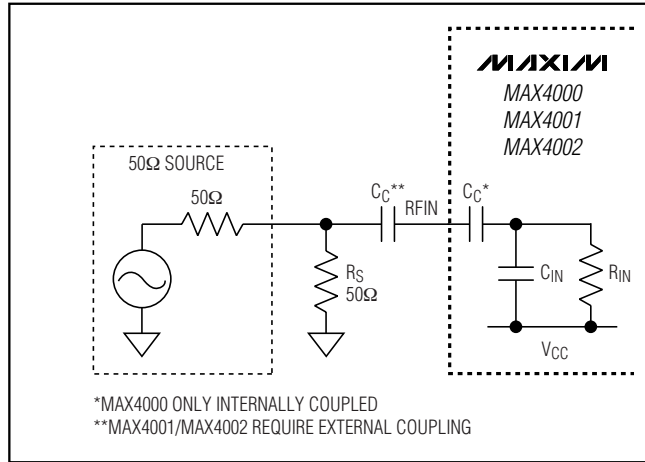 MAXIM
MAX4000
MAX4001
MAX4002
50Ω SOURCE
50Ω
CC**
RFIN
CC*
RS
50Ω
CIN
RIN
VCC
*MAX4000 ONLY INTERNALLY COUPLED
**MAX4001/MAX4002 REQUIRE EXTERNAL COUPLING